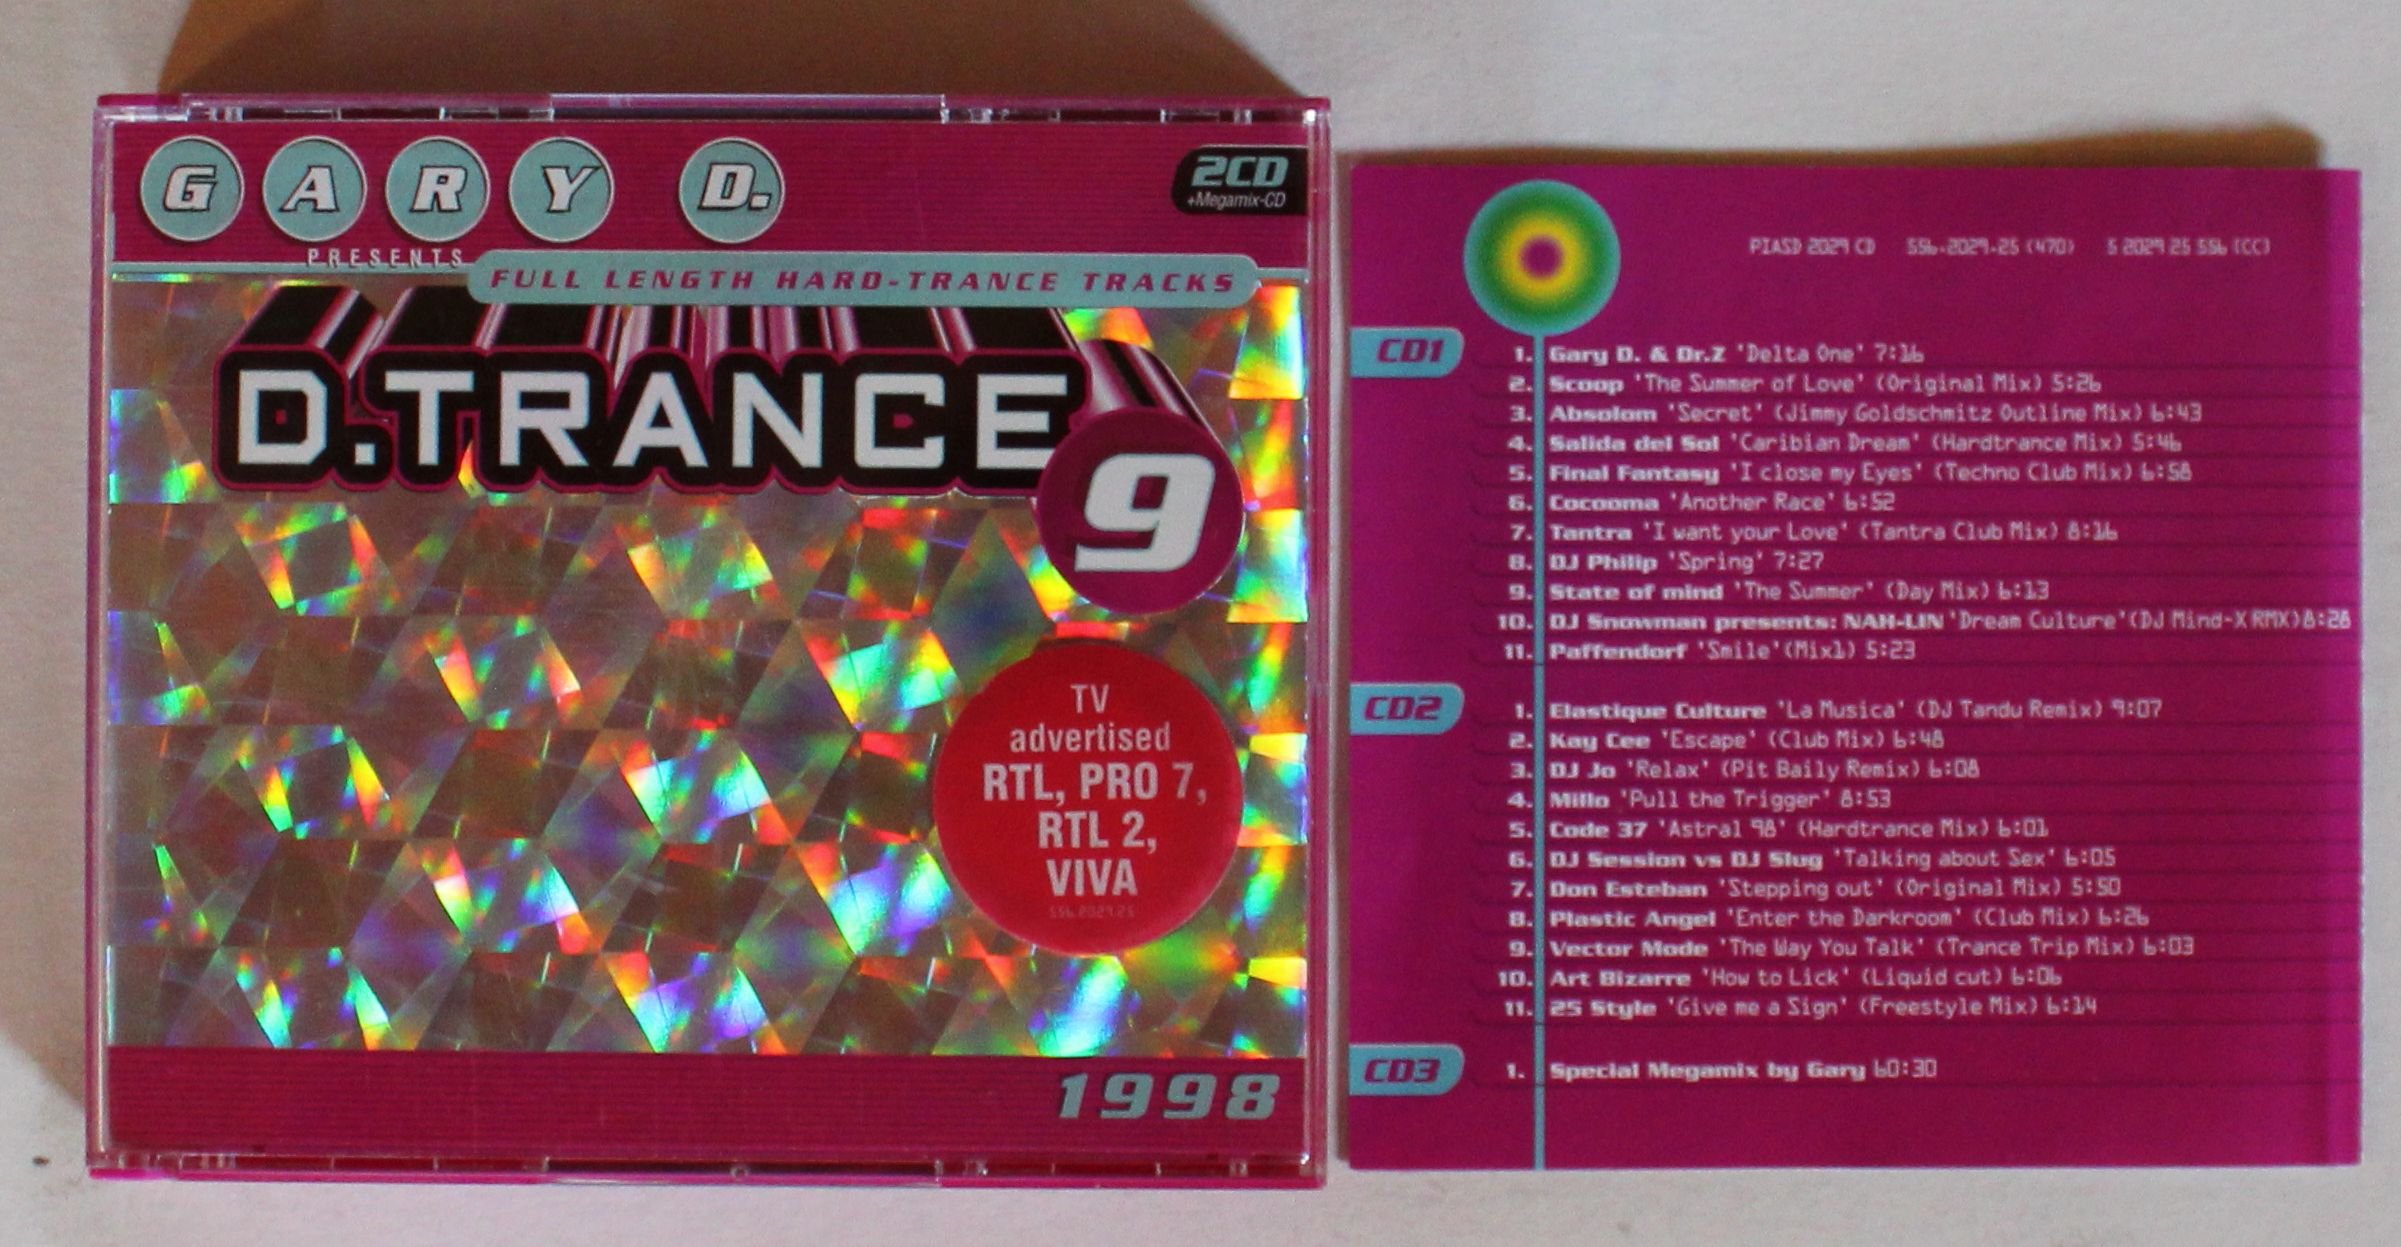 GARY D.
2CD
+Megamix-CD
PRESENTS
FULL LENGTH HARD-TRANCE TRACKS
D.TRANCE
9
TV
advertised
RTL, PRO 7,
RTL 2,
VIVA
556.2029.25
1998
PIASD 2029 CD 556.2029.25 (470) 5 2029 25 556 (CC)
CD1
1. Gary D. & Dr.Z 'Delta One' 7:16
2. Scoop 'The Summer of Love' (Original Mix) 5:26
3. Absolom 'Secret' (Jimmy Goldschmitz Outline Mix) 6:43
4. Salida del Sol 'Caribian Dream' (Hardtrance Mix) 5:46
5. Final Fantasy 'I close my Eyes' (Techno Club Mix) 6:58
6. Cocooma 'Another Race' 6:52
7. Tantra 'I want your Love' (Tantra Club Mix) 8:16
8. DJ Philip 'Spring' 7:27
9. State of mind 'The Summer' (Day Mix) 6:13
10. DJ Snowman presents: NAH-LIN 'Dream Culture'(DJ Mind-X RMX)8:28
11. Paffendorf 'Smile'(Mix1) 5:23
CD2
1. Elastique Culture 'La Musica' (DJ Tandu Remix) 9:07
2. Kay Cee 'Escape' (Club Mix) 6:48
3. DJ Jo 'Relax' (Pit Baily Remix) 6:08
4. Millo 'Pull the Trigger' 8:53
5. Code 37 'Astral 98' (Hardtrance Mix) 6:01
6. DJ Session vs DJ Slug 'Talking about Sex' 6:05
7. Don Esteban 'Stepping out' (Original Mix) 5:50
8. Plastic Angel 'Enter the Darkroom' (Club Mix) 6:26
9. Vector Mode 'The Way You Talk' (Trance Trip Mix) 6:03
10. Art Bizarre 'How to Lick' (Liquid cut) 6:06
11. 25 Style 'Give me a Sign' (Freestyle Mix) 6:14
CD3
1. Special Megamix by Gary 60:30